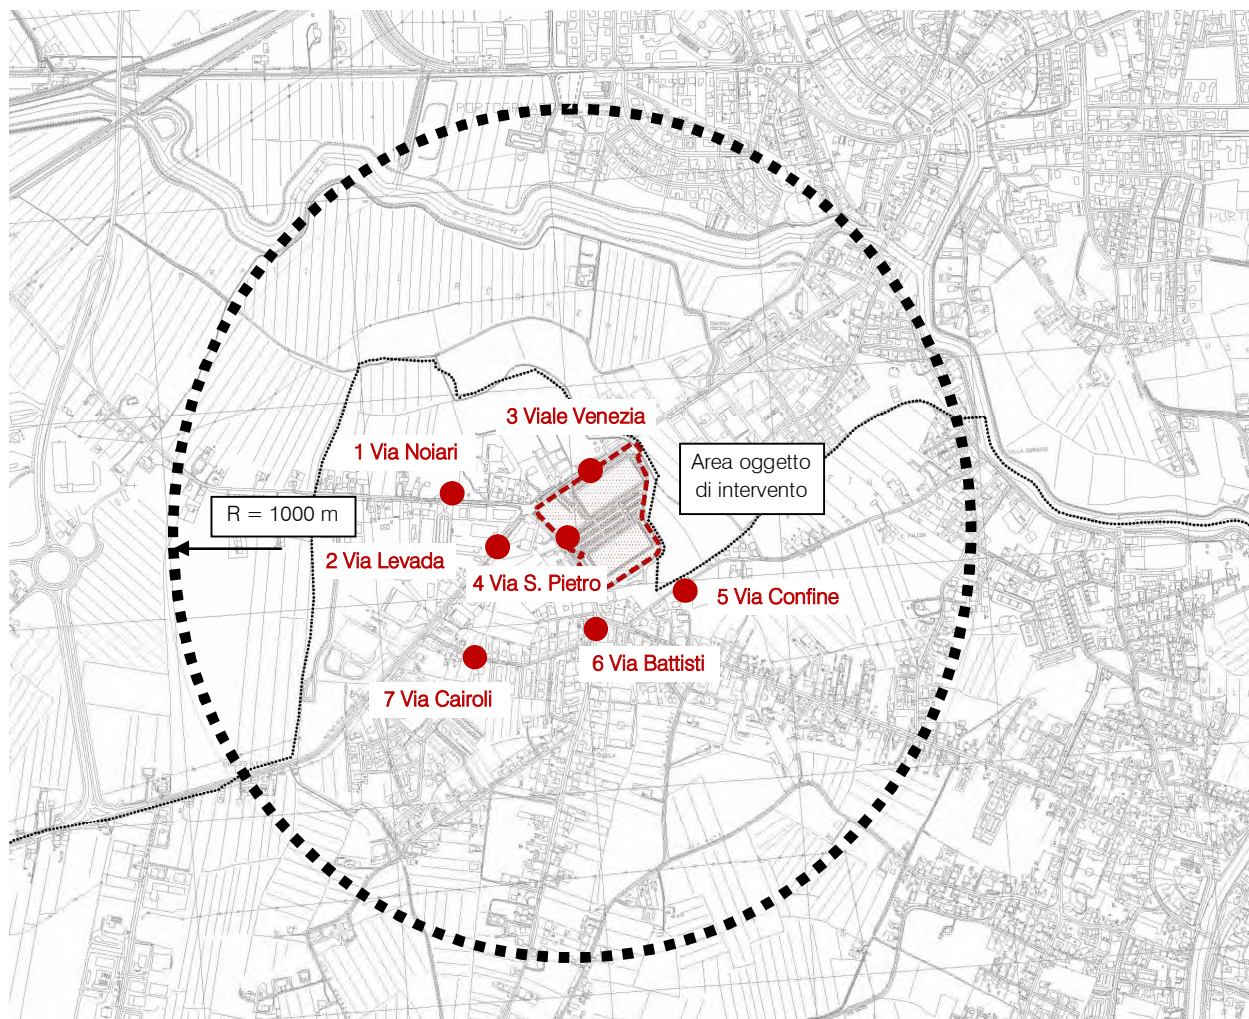 3 Viale Venezia
1 Via Noiari
Area oggetto
di intervento
R = 1000 m
2 Via Levada
4 Via S. Pietro
5 Via Confine
6 Via Battisti
7 Via Cairoli